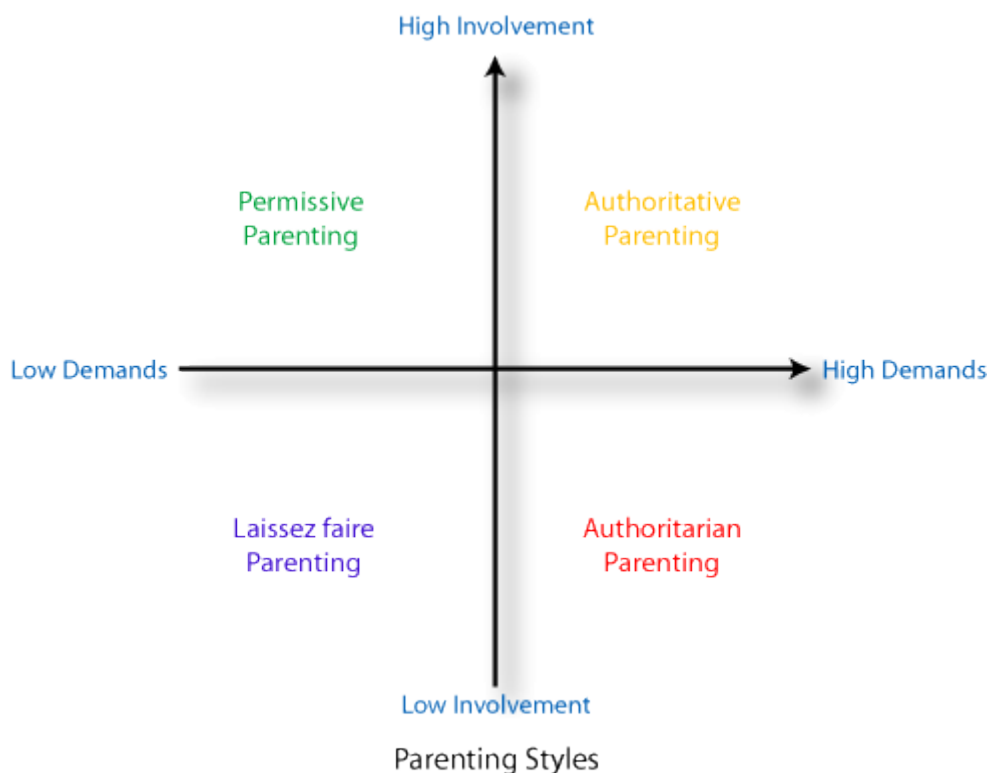 High Involvement
Permissive
Parenting
Authoritative
Parenting
Low Demands
High Demands
Laissez faire
Parenting
Authoritarian
Parenting
Low Involvement
Parenting Styles